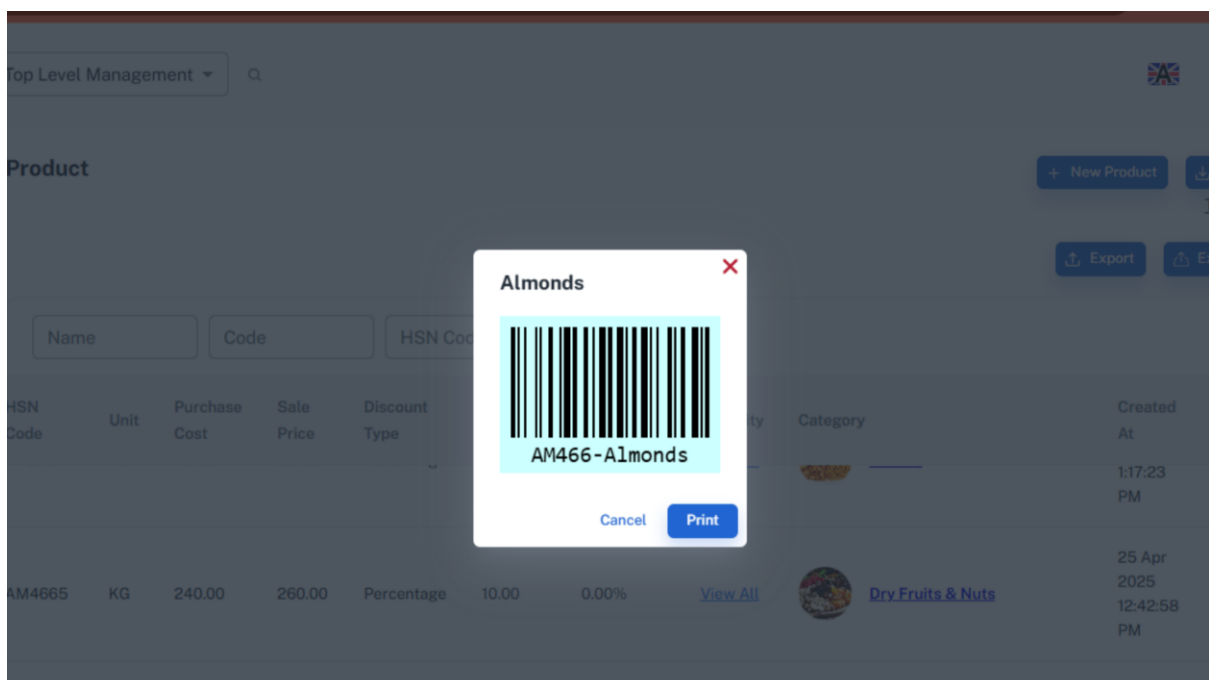 Top Level Management
Product
+ New Product
Export
Almonds
Name
Code
AM466-Almonds
HSN Code
Unit
Purchase Cost
Sale Price
Discount Type
Category
Created At
1:17:23 PM
Cancel
Print
AM4665
KG
240.00
260.00
Percentage
10.00
0.00%
View All
Dry Fruits & Nuts
25 Apr 2025 12:42:58 PM